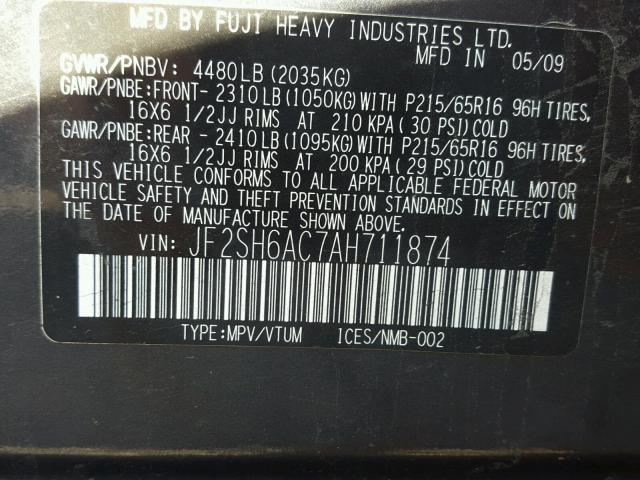 MFD BY FUJI HEAVY INDUSTRIES LTD.
MFD IN 05/09
GVWR/PNBV: 4480LB(2035KG)
GAWR/PNBE:FRONT- 2310LB(1050KG)WITH P215/65R16 96H TIRES,
16X6 1/2JJ RIMS AT 210 KPA( 30 PSI)COLD
GAWR/PNBE:REAR - 2410LB(1095KG)WITH P215/65R16 96H TIRES,
16X6 1/2JJ RIMS AT 200 KPA( 29 PSI)COLD
THIS VEHICLE CONFORMS TO ALL APPLICABLE FEDERAL MOTOR
VEHICLE SAFETY AND THEFT PREVENTION STANDARDS IN EFFECT ON
THE DATE OF MANUFACTURE SHOWN ABOVE.
VIN: JF2SH6AC7AH711874
TYPE:MPV/VTUM ICES/NMB-002